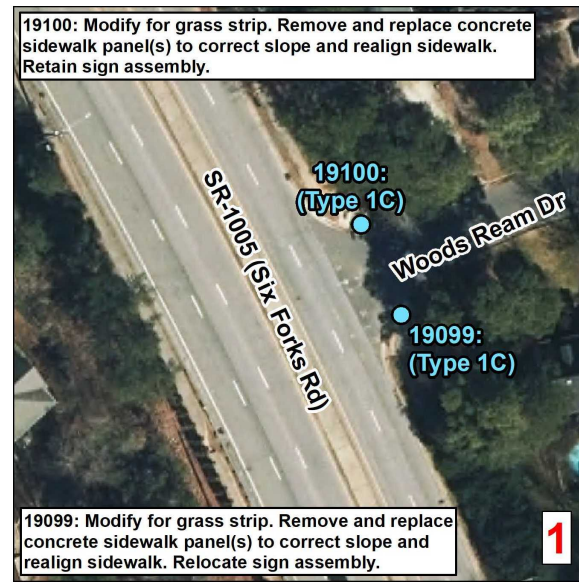 19100: Modify for grass strip. Remove and replace concrete
sidewalk panel(s) to correct slope and realign sidewalk.
Retain sign assembly.
19100:
(Type 1C)
SR-1005 (Six Forks Rd)
Woods Ream Dr
19099:
(Type 1C)
19099: Modify for grass strip. Remove and replace
concrete sidewalk panel(s) to correct slope and
realign sidewalk. Relocate sign assembly.
1